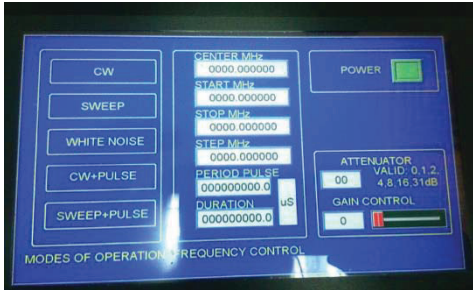 CW
SWEEP
WHITE NOISE
CW+PULSE
SWEEP+PULSE
MODES OF OPERATION
CENTER MHz
0000.000000
START MHz
0000.000000
STOP MHz
0000.000000
STEP MHz
0000.000000
PERIOD PULSE
000000000.0
DURATION
000000000.0
uS
FREQUENCY CONTROL
POWER
ATTENUATOR
00
VALID: 0,1,2,
4,8,16,31dB
GAIN CONTROL
0